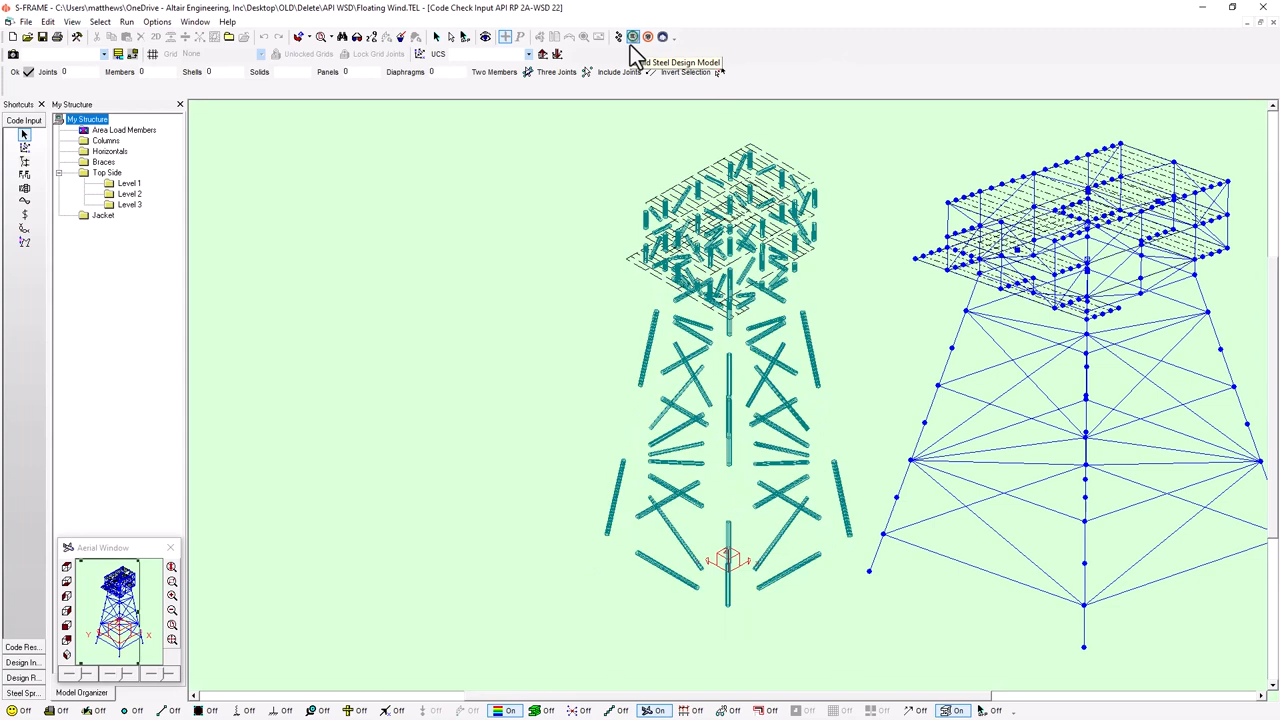 S-FRAME - C:\Users\matthews\OneDrive - Altair Engineering, Inc\Desktop\OLD\Delete\API WSD\Floating Wind.TEL - [Code Check Input API RP 2A-WSD 22]
File Edit View Select Run Options Window Help
Grid None Unlocked Grids Lock Grid Joints UCS
d Steel Design Model
Ok Joints 0 Members 0 Shells 0 Solids Panels 0 Diaphragms 0 Two Members Three Joints Include Joints Invert Selection
Shortcuts
My Structure
Code Input
My Structure
Area Load Members
Columns
Horizontals
Braces
Top Side
Level 1
Level 2
Level 3
Jacket
Aerial Window
Y X
Code Res...
Design In...
Design R...
Steel Spr...
Model Organizer
Off Off Off Off Off Off Off Off Off Off Off Off Off Off On Off Off Off On Off Off Off Off Off Off Off On Off